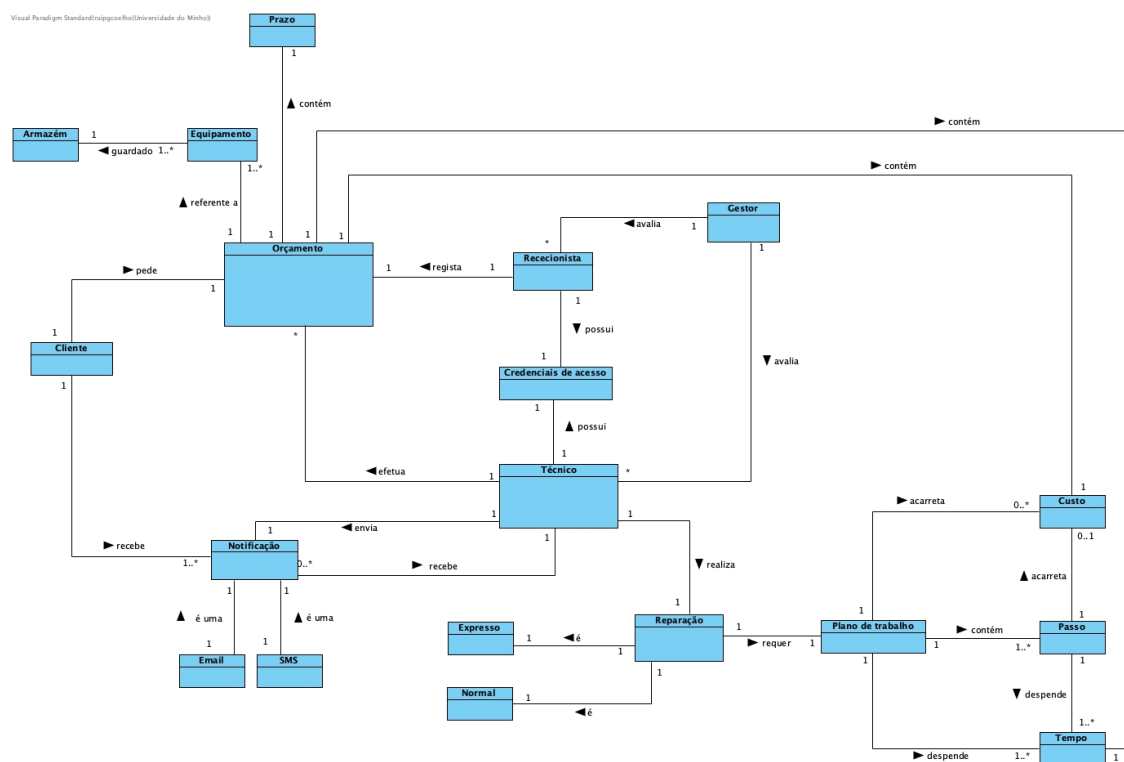 Visual Paradigm Standard(ruipgcoelho(Universidade do Minho))
Prazo
1
contém
contém
Armazém
1
guardado
1..*
Equipamento
1..*
contém
referente a
Gestor
1
1
avalia
*
1
1
1
1
Orçamento
Rececionista
pede
1
regista
1
1
1
*
possui
avalia
1
Cliente
1
1
Credenciais de acesso
1
possui
1
efetua
1
Técnico
*
1
acarreta
0..*
Custo
0..1
1
envia
1
1
1
Notificação
recebe
1..*
0..*
recebe
realiza
acarreta
1
1
é uma
é uma
1
1
Email
SMS
1
Reparação
Expresso
1
é
1
1
requer
1
1
Plano de trabalho
1
contém
1..*
1
Passo
1
1
Normal
1
é
1
despende
1..*
Tempo
1
despende
1..*